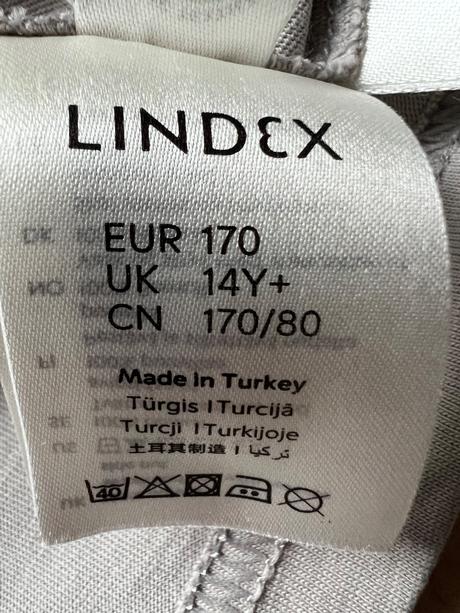 LINDEX
EUR 170
UK 14Y+
CN 170/80
Made in Turkey
Türgis | Turcijā
Turcji | Turkijoje
土耳其制造 | تركيا
40